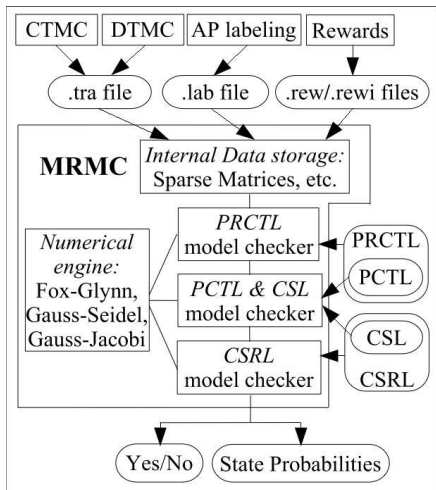 CTMC
DTMC
AP labeling
Rewards
.tra file
.lab file
.rew/.rewi files
MRMC
Internal Data storage:
Sparse Matrices, etc.
PRCTL
model checker
PRCTL
Numerical
engine:
Fox-Glynn,
Gauss-Seidel,
Gauss-Jacobi
PCTL
PCTL & CSL
model checker
CSL
CSRL
model checker
CSRL
Yes/No
State Probabilities